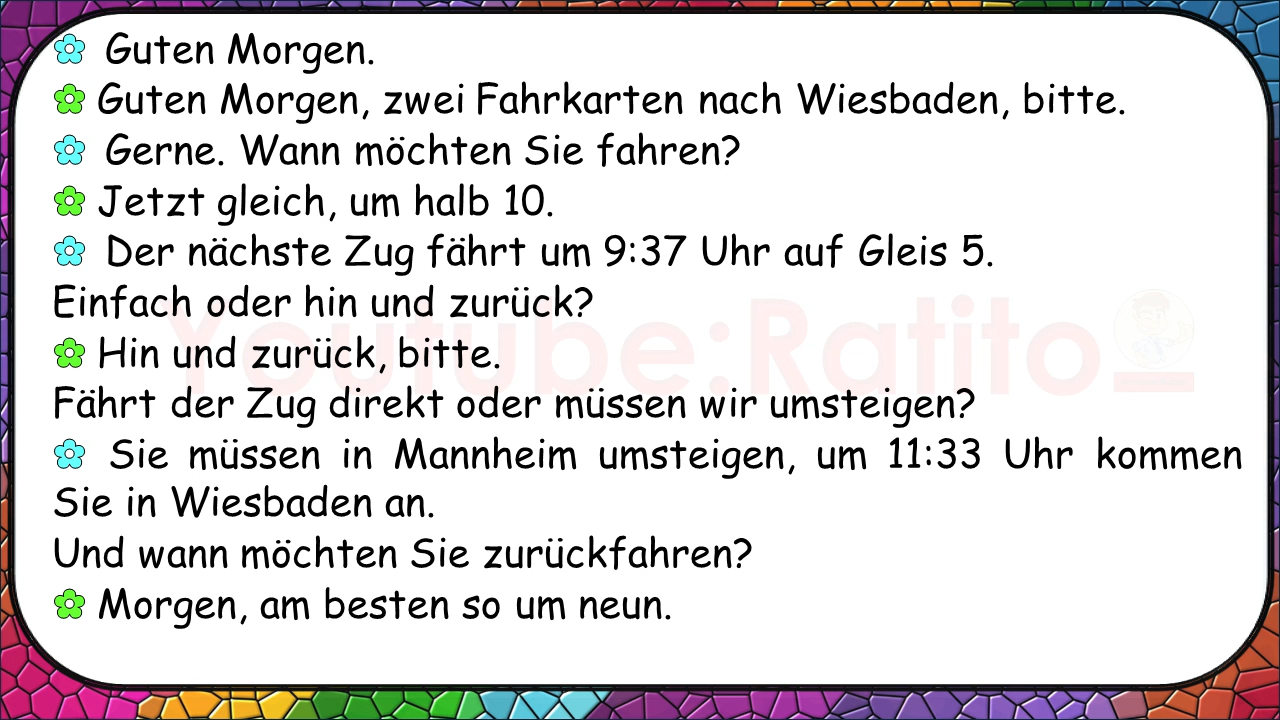 Guten Morgen.
Guten Morgen, zwei Fahrkarten nach Wiesbaden, bitte.
Gerne. Wann möchten Sie fahren?
Jetzt gleich, um halb 10.
Der nächste Zug fährt um 9:37 Uhr auf Gleis 5.
Einfach oder hin und zurück?
Youtube:Ratito
Hin und zurück, bitte.
Fährt der Zug direkt oder müssen wir umsteigen?
Sie müssen in Mannheim umsteigen, um 11:33 Uhr kommen
Sie in Wiesbaden an.
Und wann möchten Sie zurückfahren?
Morgen, am besten so um neun.